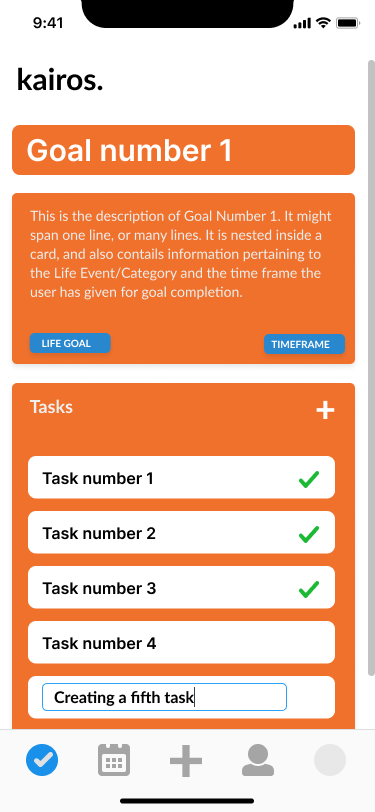 9:41
kairos.
Goal number 1
This is the description of Goal Number 1. It might
span one line, or many lines. It is nested inside a
card, and also contails information pertaining to
the Life Event/Category and the time frame the
user has given for goal completion.
LIFE GOAL
TIMEFRAME
Tasks
Task number 1
Task number 2
Task number 3
Task number 4
Creating a fifth task